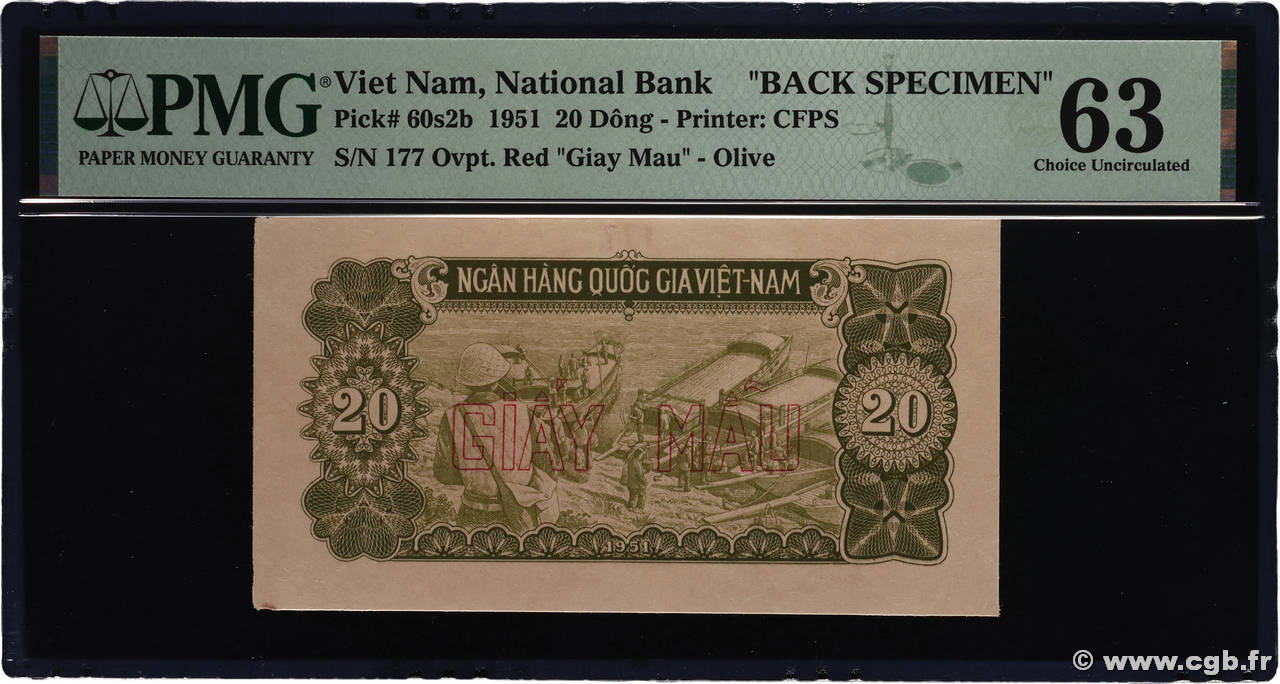 PMG®
PAPER MONEY GUARANTY
Viet Nam, National Bank "BACK SPECIMEN"
Pick# 60s2b 1951 20 Dông - Printer: CFPS
S/N 177 Ovpt. Red "Giay Mau" - Olive
63
Choice Uncirculated
NGÂN HÀNG QUỐC GIA VIỆT-NAM
20
20
GIẤY MẪU
1951
© www.cgb.fr